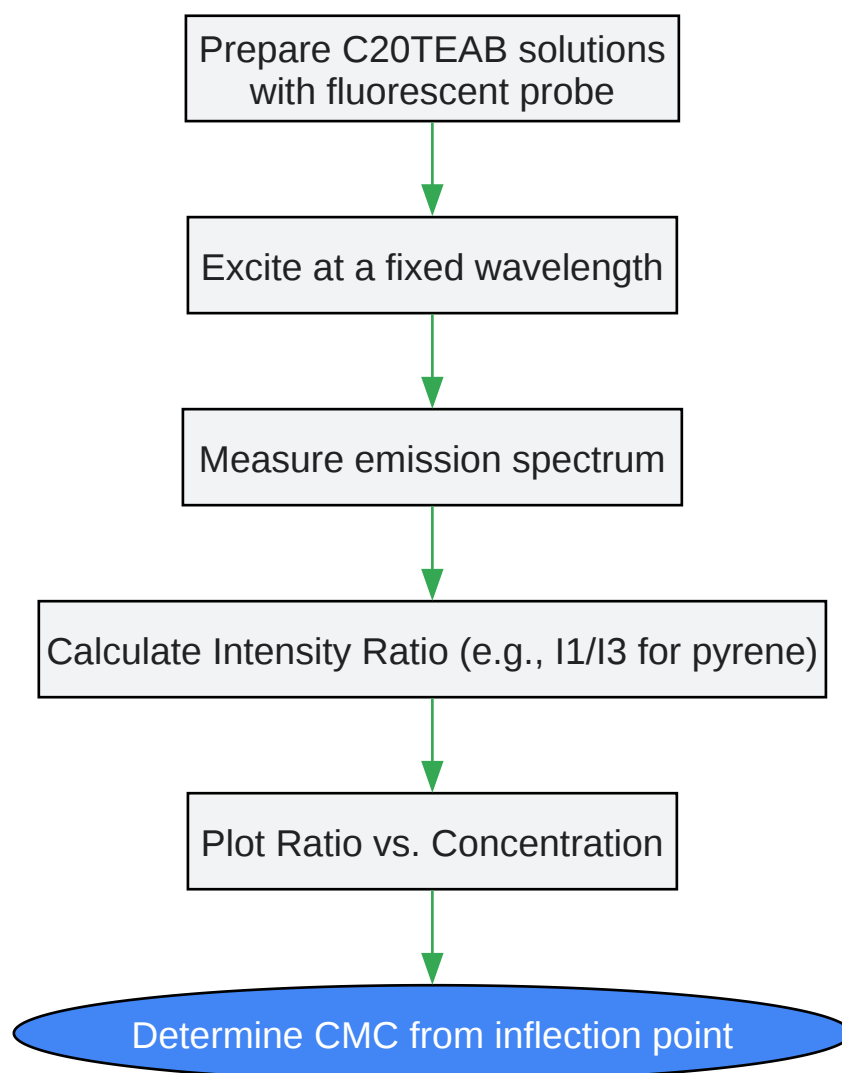 Prepare C20TEAB solutions
with fluorescent probe
Excite at a fixed wavelength
Measure emission spectrum
Calculate Intensity Ratio (e.g., I1/I3 for pyrene)
Plot Ratio vs. Concentration
Determine CMC from inflection point